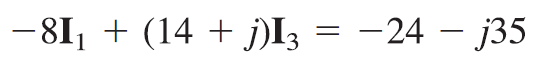 −8I₁ + (14 + j)I₃ = −24 − j35